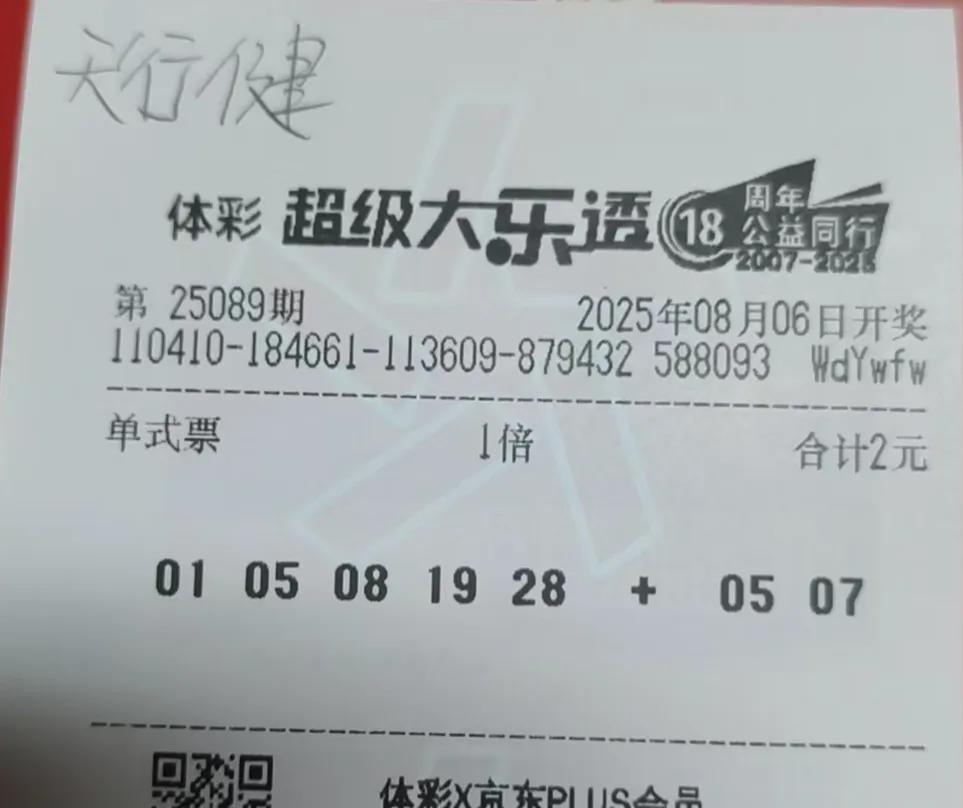 天行健
体彩 超级大乐透 18 周年
公益同行
2007-2025
第 25089期 2025年08月06日开奖
110410-184661-113609-879432 588093 WdYwfw
单式票 1倍 合计2元
01 05 08 19 28 + 05 07
体彩X京东PLUS会员